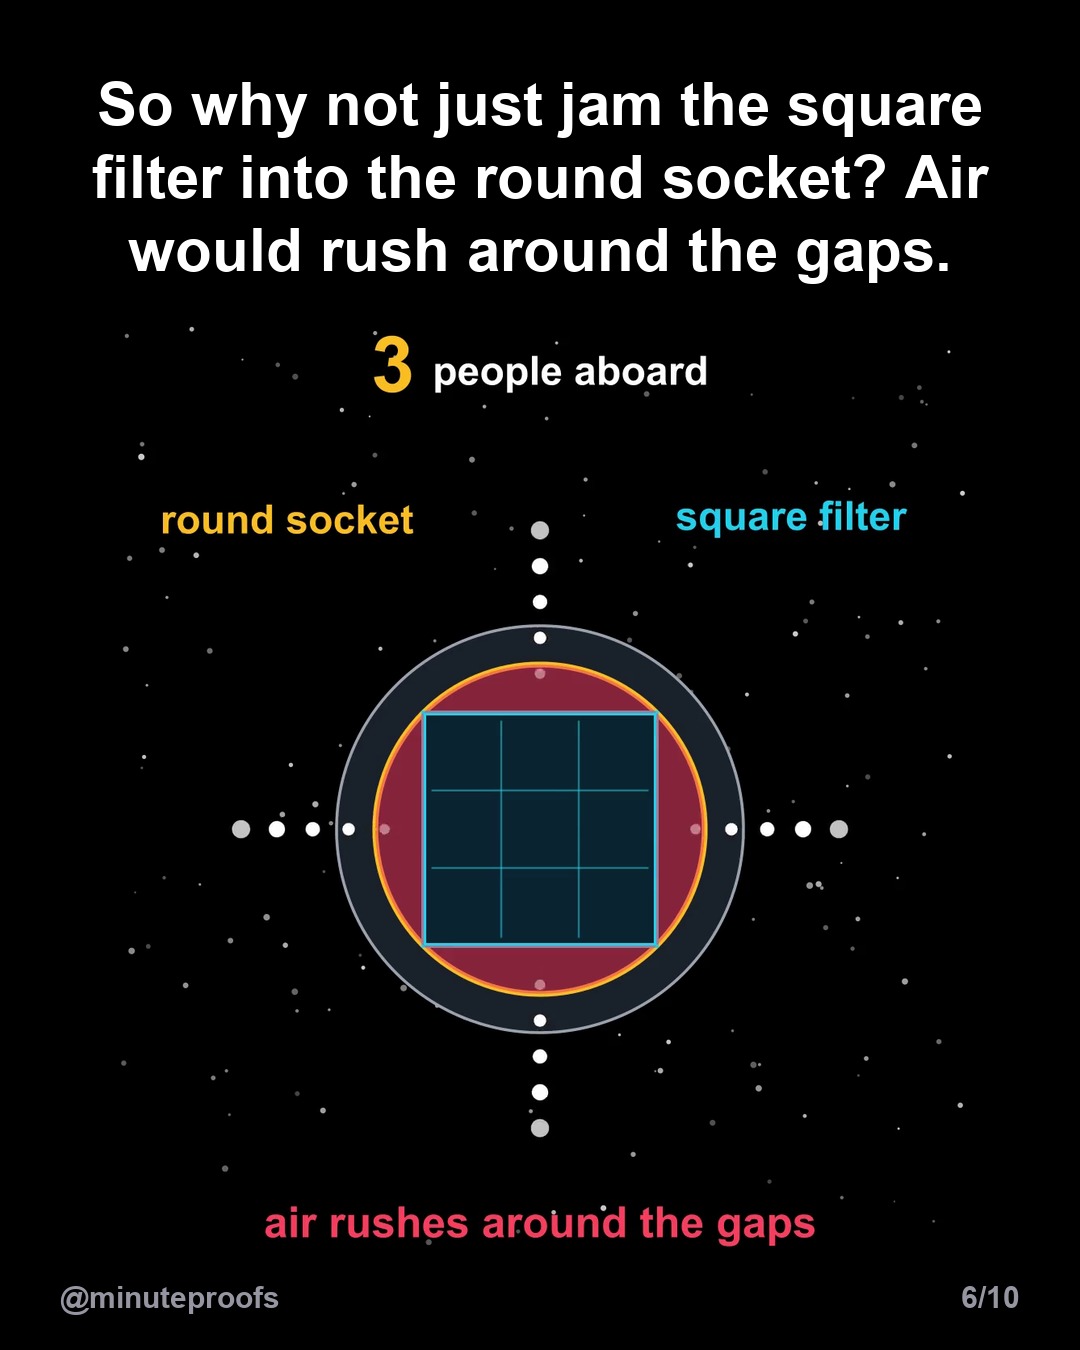 So why not just jam the square
filter into the round socket? Air
would rush around the gaps.
3 people aboard
round socket
square filter
air rushes around the gaps
@minuteproofs
6/10